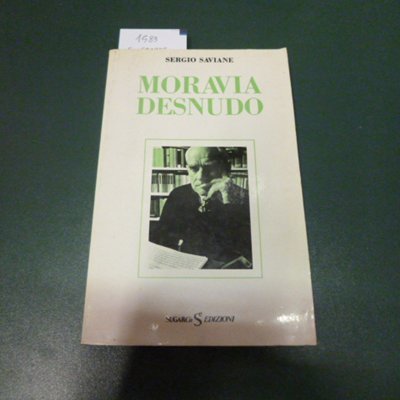 1583
SERGIO SAVIANE
MORAVIA
DESNUDO
SUGARCo EDIZIONI